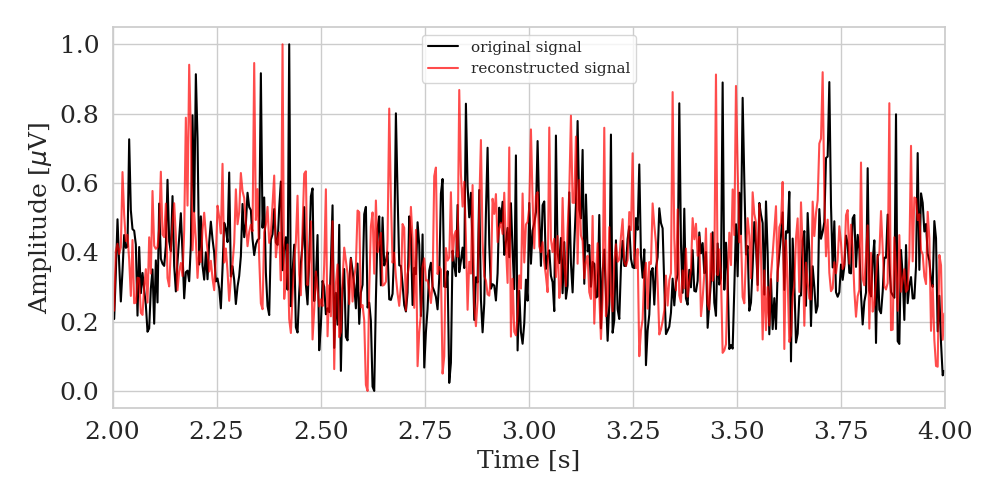 original signal
reconstructed signal
Amplitude [μV]
1.0
0.8
0.6
0.4
0.2
0.0
2.00 2.25 2.50 2.75 3.00 3.25 3.50 3.75 4.00
Time [s]